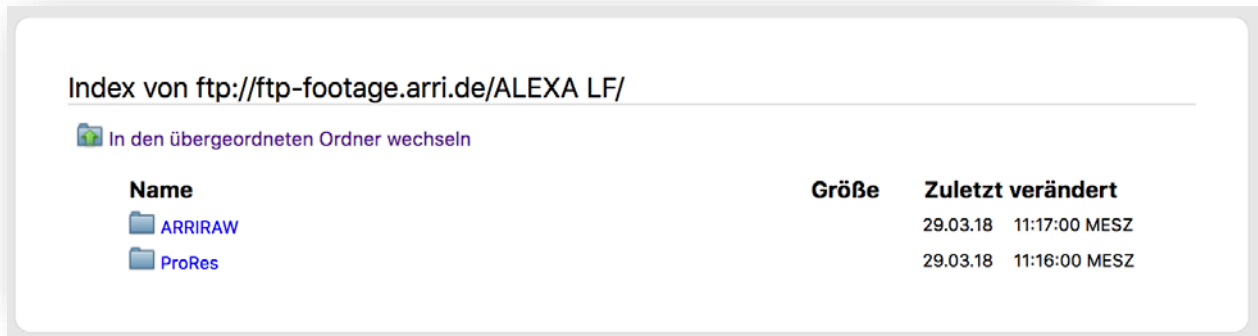 Index von ftp://ftp-footage.arri.de/ALEXA LF/
In den übergeordneten Ordner wechseln
Name Größe Zuletzt verändert
ARRIRAW 29.03.18 11:17:00 MESZ
ProRes 29.03.18 11:16:00 MESZ